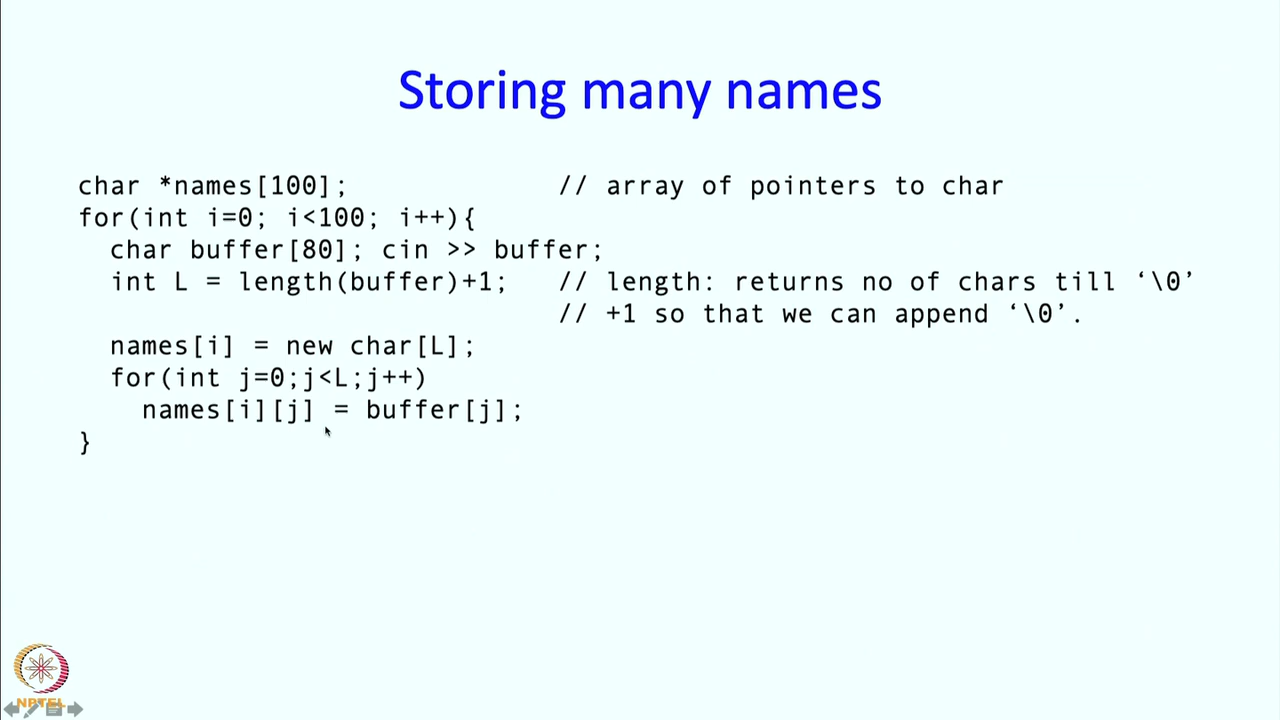 Storing many names
char *names[100]; // array of pointers to char
for(int i=0; i<100; i++){
char buffer[80]; cin >> buffer;
int L = length(buffer)+1; // length: returns no of chars till ‘\0’
// +1 so that we can append ‘\0’.
names[i] = new char[L];
for(int j=0;j<L;j++)
names[i][j] = buffer[j];
}
NPTEL